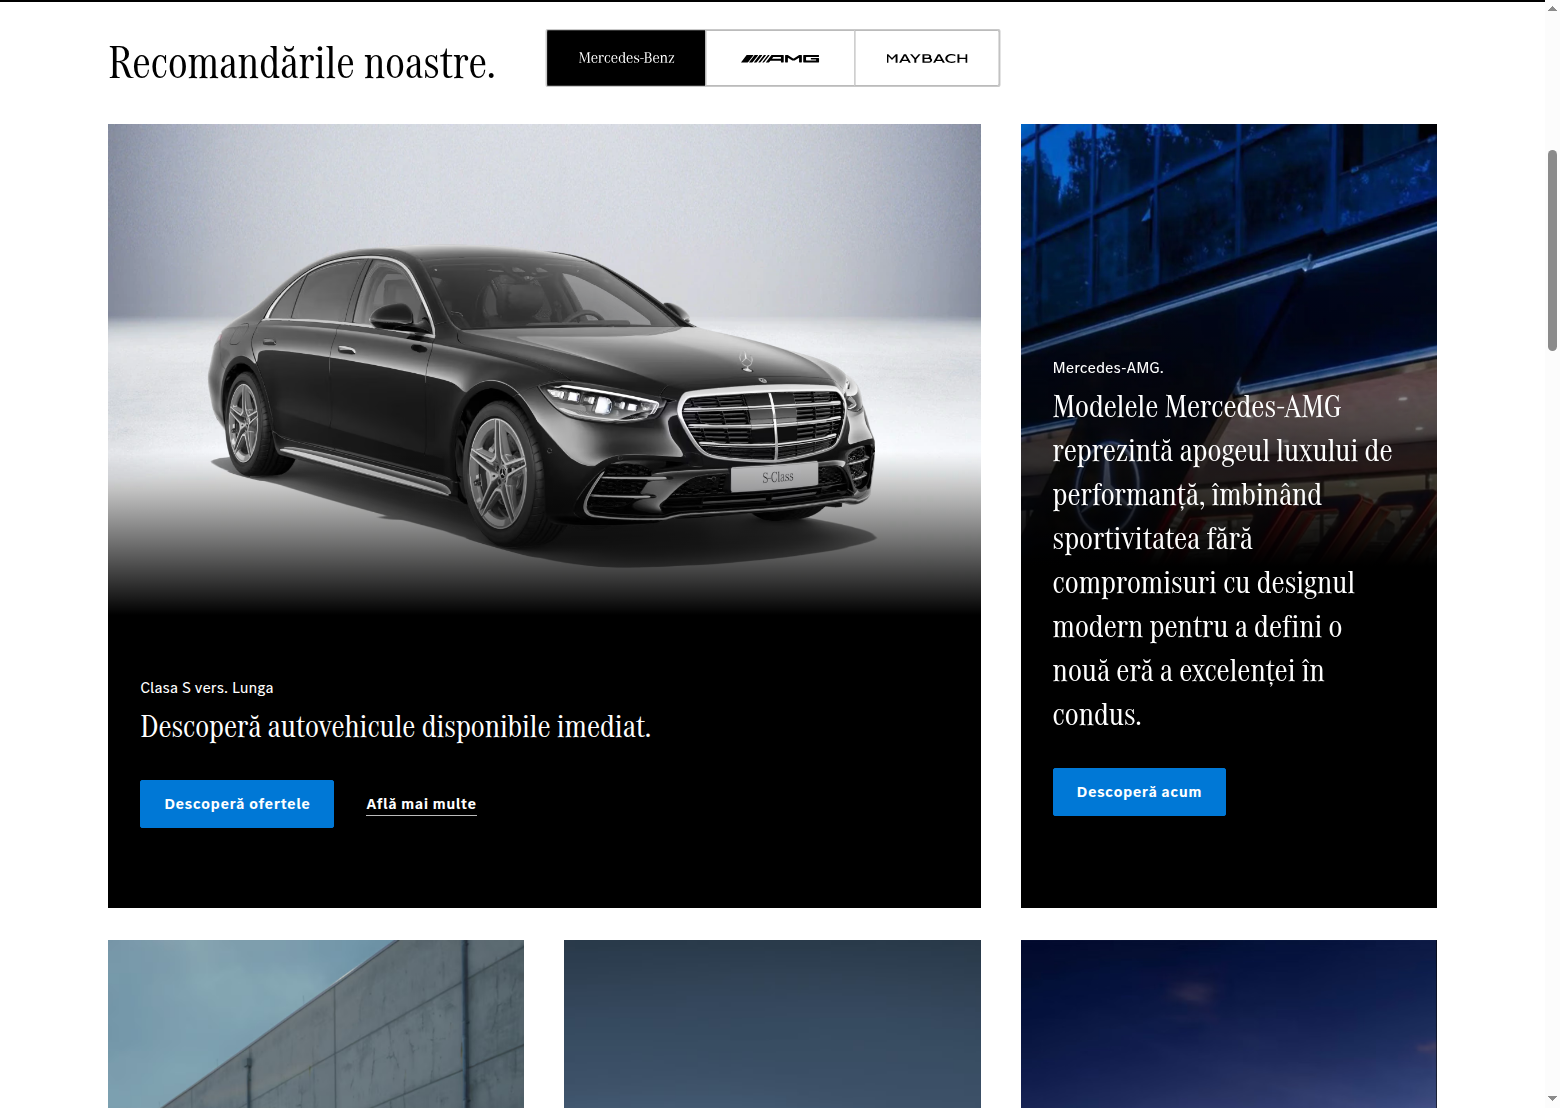 Recomandările noastre.
Mercedes-Benz
AMG
MAYBACH
S-Class
Clasa S vers. Lunga
Descoperă autovehicule disponibile imediat.
Descoperă ofertele
Află mai multe
Mercedes-AMG.
Modelele Mercedes-AMG
reprezintă apogeul luxului de
performanță, îmbinând
sportivitatea fără
compromisuri cu designul
modern pentru a defini o
nouă eră a excelenței în
condus.
Descoperă acum